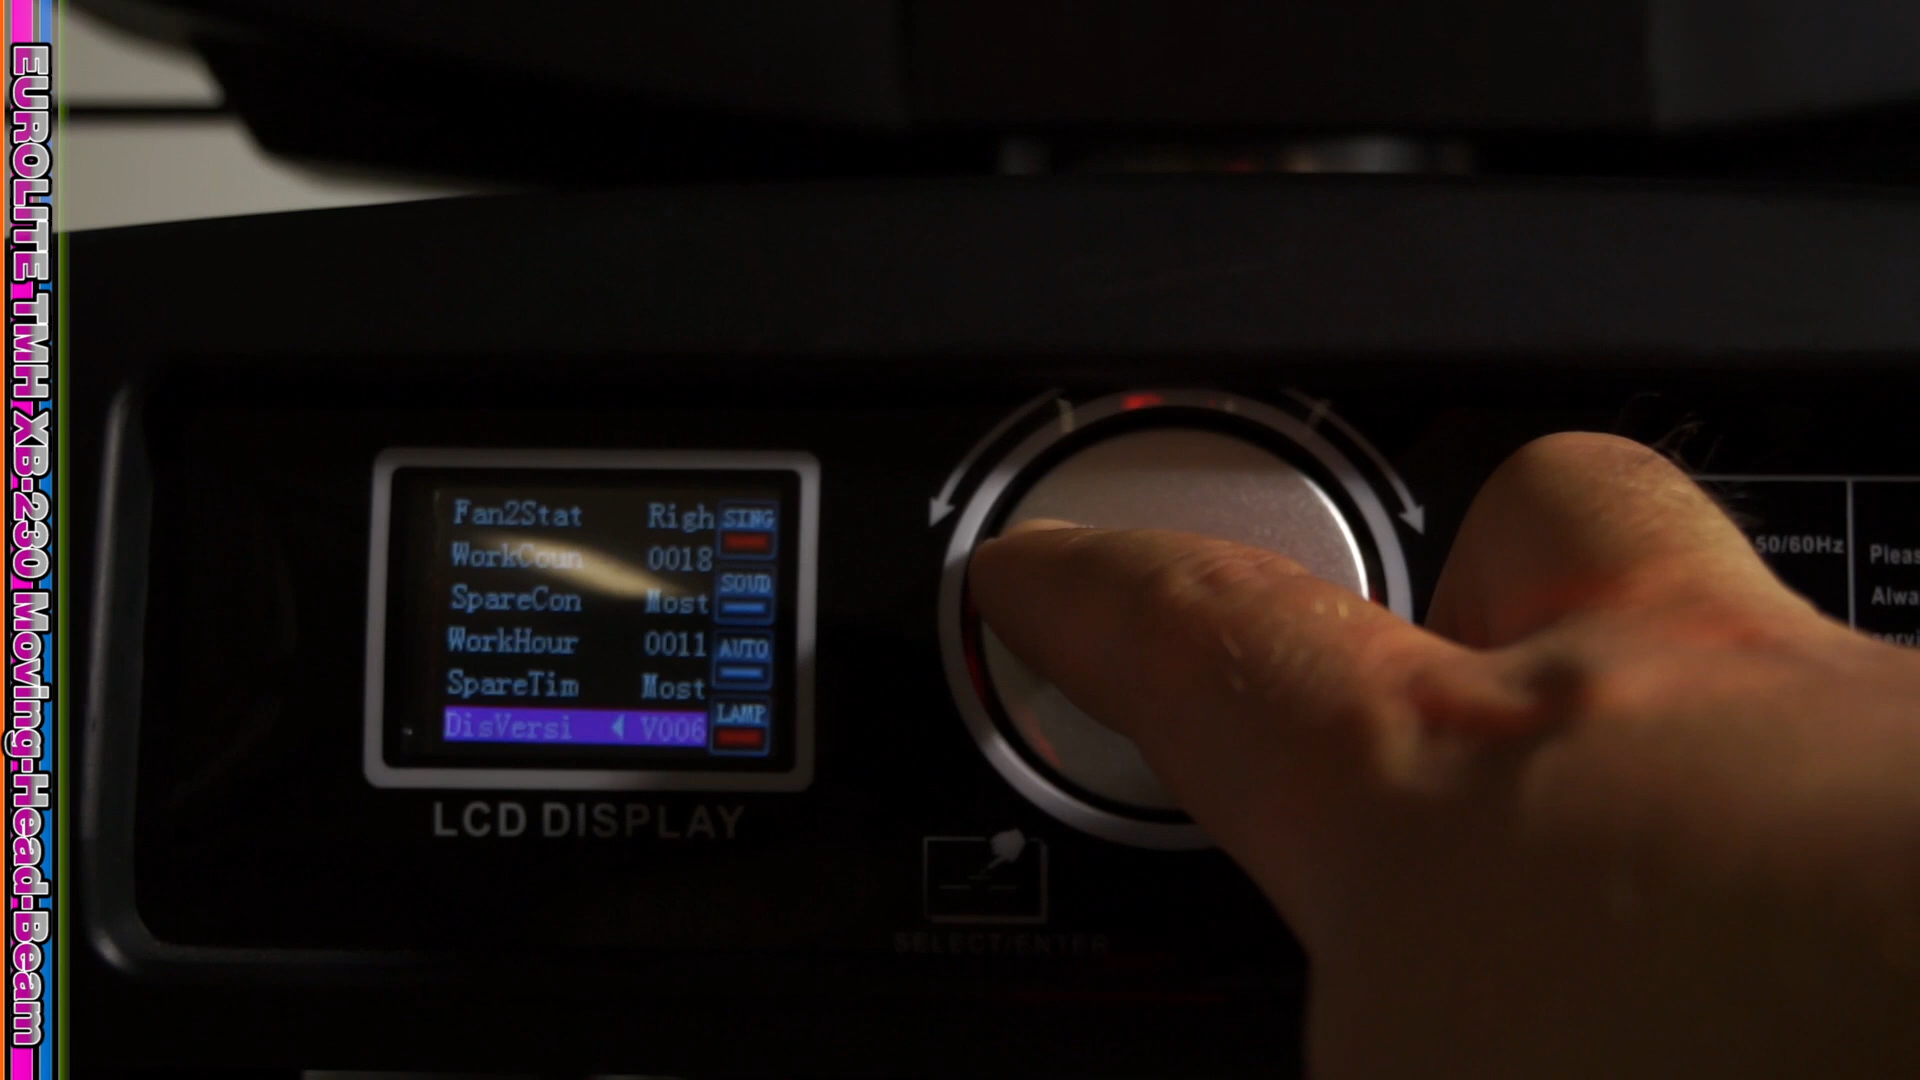 EUROLITE TMH-XB-230 Moving-Head-Beam
Fan2Stat Righ
WorkCoun 0018
SpareCon Most
WorkHour 0011
SpareTim Most
DisVersi V006
SING
SOUD
AUTO
LAMP
LCD DISPLAY
SELECT/ENTER
50/60Hz
Pleas
Alwa
servi